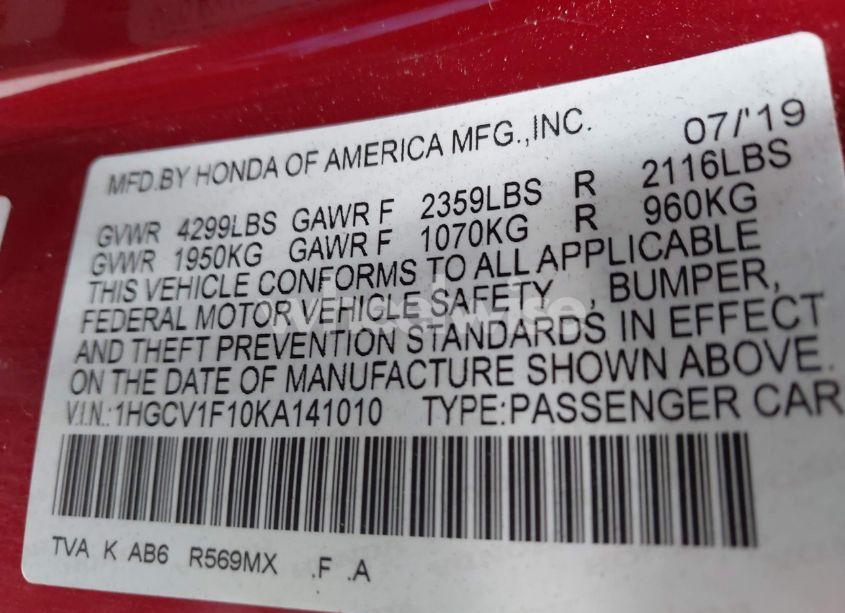 MFD.BY HONDA OF AMERICA MFG.,INC. 07/'19
GVWR 4299LBS GAWR F 2359LBS R 2116LBS
GVWR 1950KG GAWR F 1070KG R 960KG
THIS VEHICLE CONFORMS TO ALL APPLICABLE
FEDERAL MOTOR VEHICLE SAFETY , BUMPER,
AND THEFT PREVENTION STANDARDS IN EFFECT
ON THE DATE OF MANUFACTURE SHOWN ABOVE.
V.I.N.:1HGCV1F10KA141010 TYPE:PASSENGER CAR
TVA K AB6 R569MX .F .A